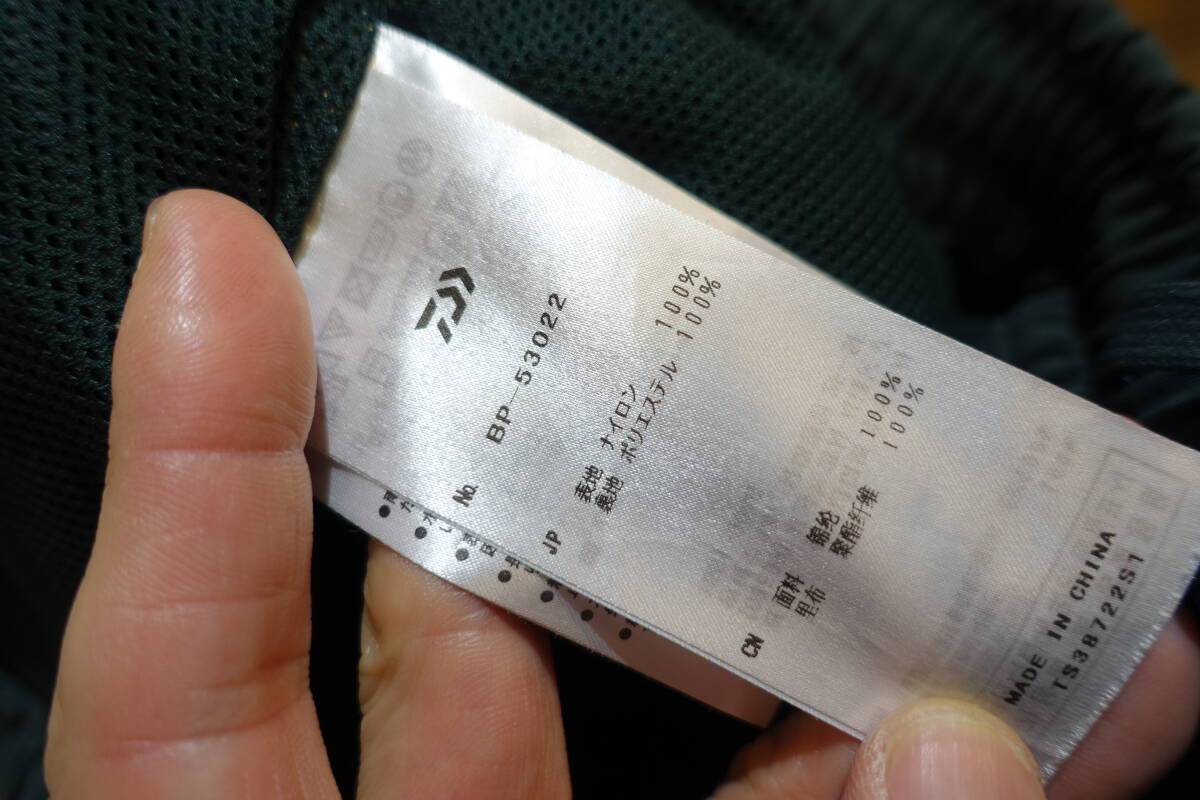 No. BP-53022
JP 表地 ナイロン 100%
裏地 ポリエステル 100%
CN 面料 锦纶 100%
里布 聚酯纤维 100%
MADE IN CHINA
TS38722S1